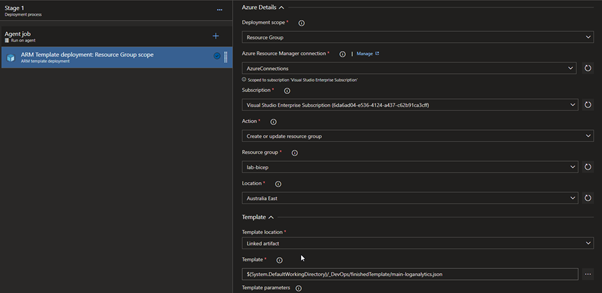 Stage 1
Deployment process
Agent job
Run on agent
ARM Template deployment: Resource Group scope
ARM template deployment
Azure Details
Deployment scope *
Resource Group
Azure Resource Manager connection * | Manage
AzureConnections
Scoped to subscription 'Visual Studio Enterprise Subscription'
Subscription *
Visual Studio Enterprise Subscription (6da6ad04-e536-4124-a437-c62b91ca3cff)
Action *
Create or update resource group
Resource group *
lab-bicep
Location *
Australia East
Template
Template location *
Linked artifact
Template *
$(System.DefaultWorkingDirectory)/_DevOps/finishedTemplate/main-loganalytics.json
Template parameters